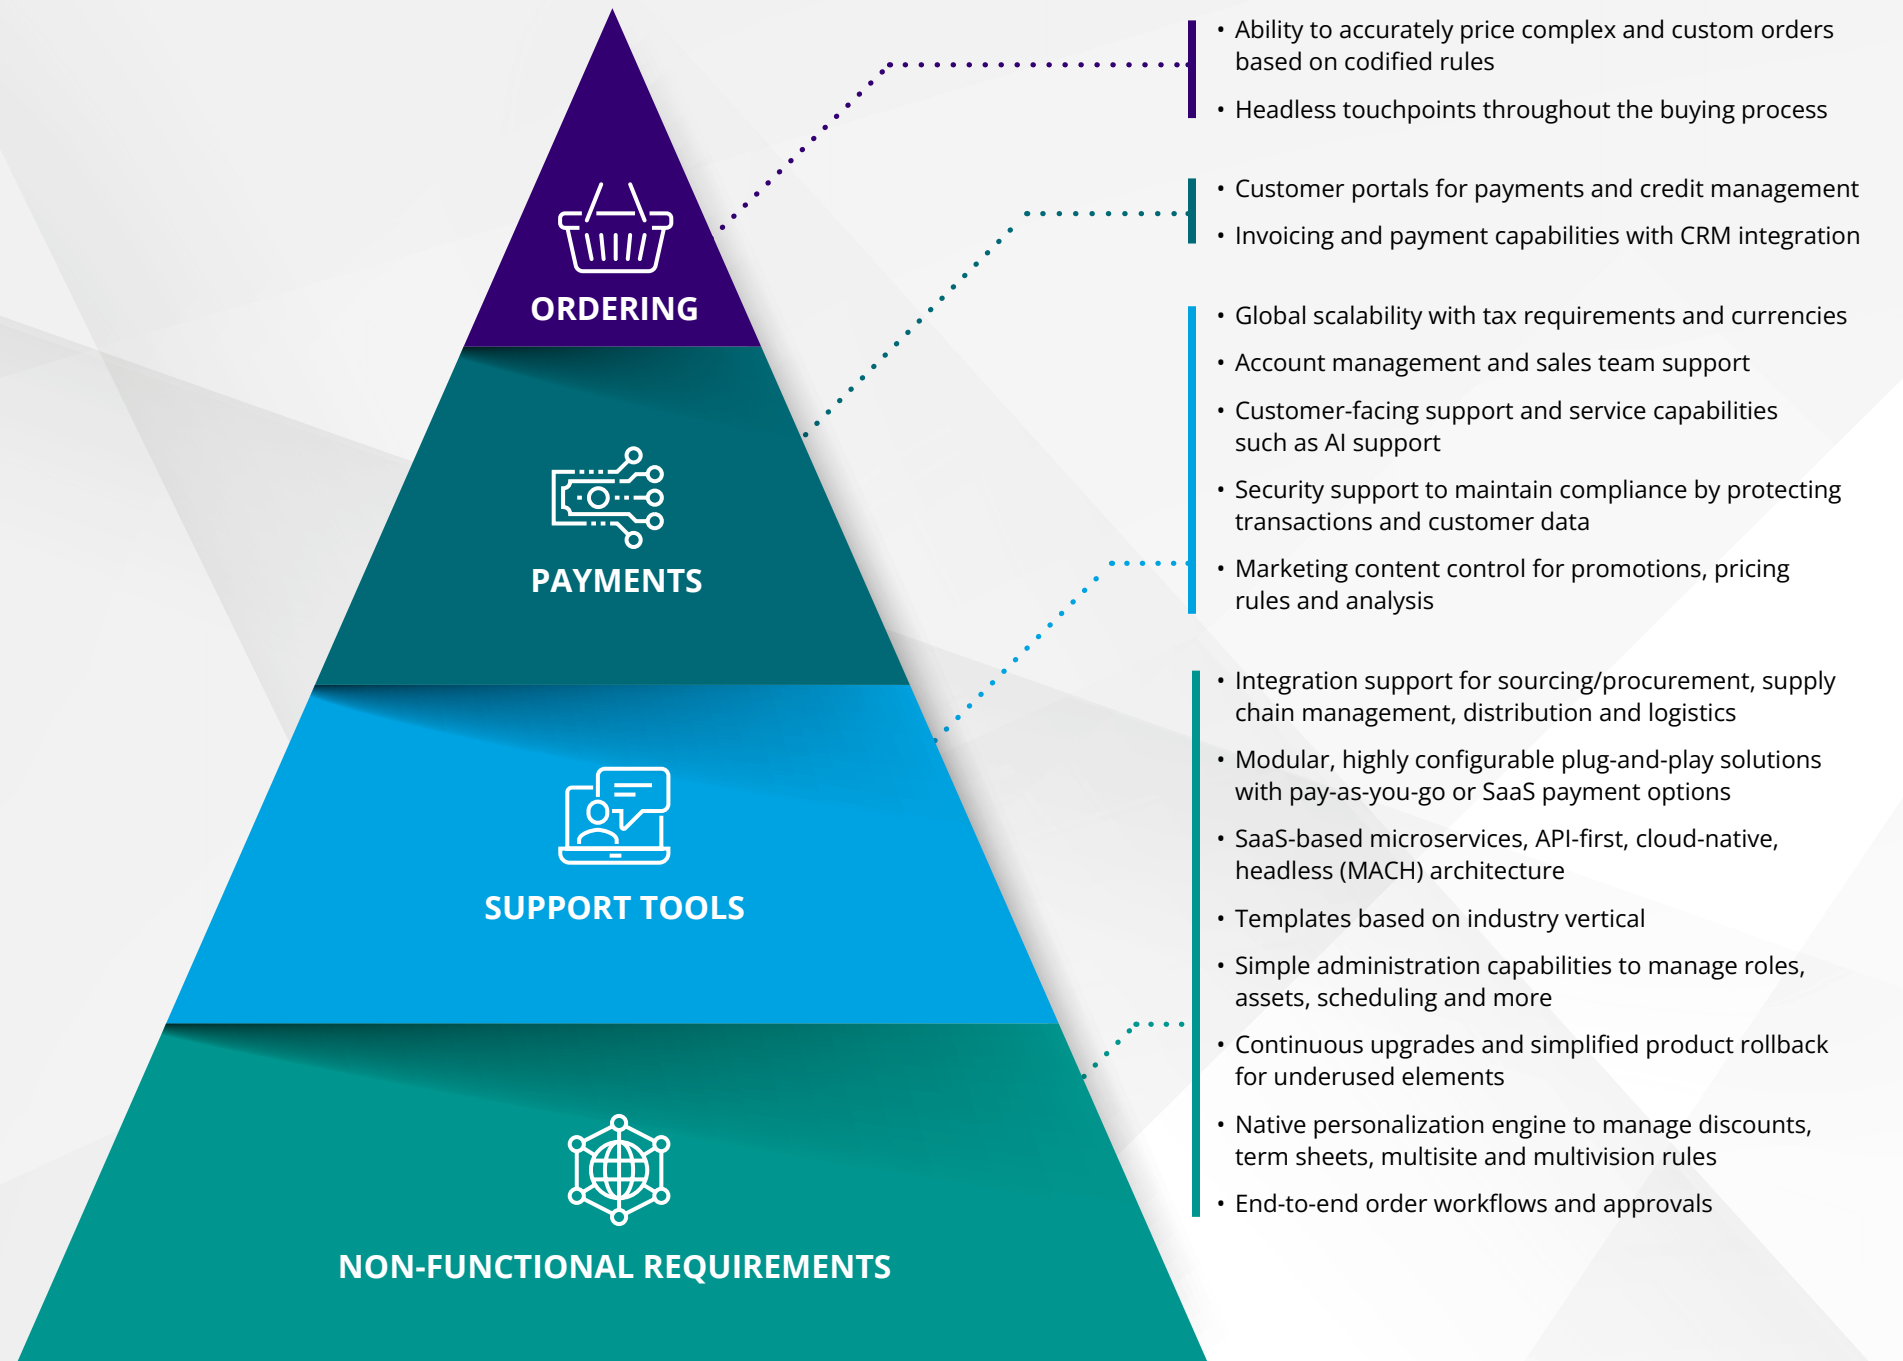 • Ability to accurately price complex and custom orders
based on codified rules
• Headless touchpoints throughout the buying process
ORDERING
• Customer portals for payments and credit management
• Invoicing and payment capabilities with CRM integration
PAYMENTS
• Global scalability with tax requirements and currencies
• Account management and sales team support
• Customer-facing support and service capabilities
such as AI support
• Security support to maintain compliance by protecting
transactions and customer data
• Marketing content control for promotions, pricing
rules and analysis
SUPPORT TOOLS
• Integration support for sourcing/procurement, supply
chain management, distribution and logistics
• Modular, highly configurable plug-and-play solutions
with pay-as-you-go or SaaS payment options
• SaaS-based microservices, API-first, cloud-native,
headless (MACH) architecture
• Templates based on industry vertical
• Simple administration capabilities to manage roles,
assets, scheduling and more
• Continuous upgrades and simplified product rollback
for underused elements
• Native personalization engine to manage discounts,
term sheets, multisite and multivision rules
• End-to-end order workflows and approvals
NON-FUNCTIONAL REQUIREMENTS